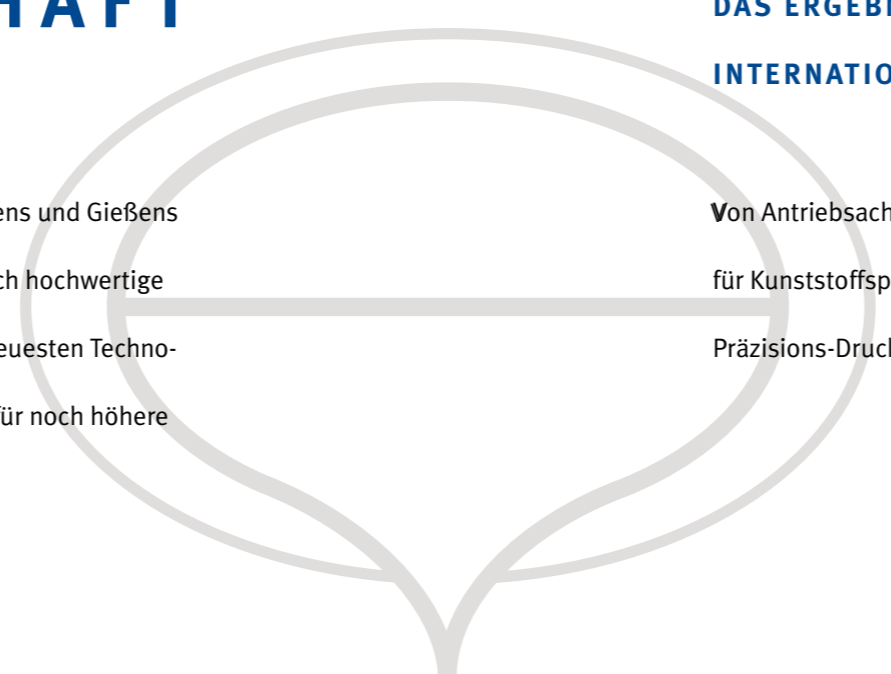 HAFT
ens und Gießens
ch hochwertige
euesten Techno-
für noch höhere
DAS ERGEBN
INTERNATIO
Von Antriebsach
für Kunststoffsp
Präzisions-Druck